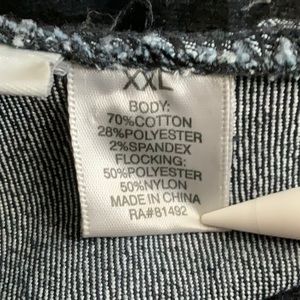 XXL
BODY:
70%COTTON
28%POLYESTER
2%SPANDEX
FLOCKING:
50%POLYESTER
50%NYLON
MADE IN CHINA
RA#81492